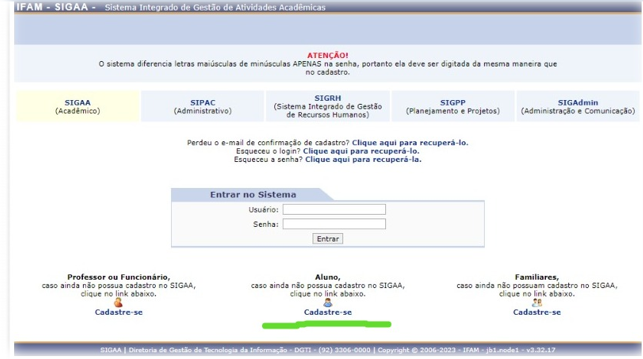 IFAM - SIGAA - Sistema Integrado de Gestão de Atividades Acadêmicas
ATENÇÃO!
O sistema diferencia letras maiúsculas de minúsculas APENAS na senha, portanto ela deve ser digitada da mesma maneira que
no cadastro.
SIGAA
(Acadêmico)
SIPAC
(Administrativo)
SIGRH
(Sistema Integrado de Gestão
de Recursos Humanos)
SIGPP
(Planejamento e Projetos)
SIGAdmin
(Administração e Comunicação)
Perdeu o e-mail de confirmação de cadastro? Clique aqui para recuperá-lo.
Esqueceu o login? Clique aqui para recuperá-lo.
Esqueceu a senha? Clique aqui para recuperá-la.
Entrar no Sistema
Usuário:
Senha:
Entrar
Professor ou Funcionário,
caso ainda não possua cadastro no SIGAA,
clique no link abaixo.
Cadastre-se
Aluno,
caso ainda não possua cadastro no SIGAA,
clique no link abaixo.
Cadastre-se
Familiares,
caso ainda não possuam cadastro no SIGAA,
clique no link abaixo.
Cadastre-se
SIGAA | Diretoria de Gestão de Tecnologia da Informação - DGTI - (92) 3306-0000 | Copyright © 2006-2023 - IFAM - jb1.node1 - v3.32.17